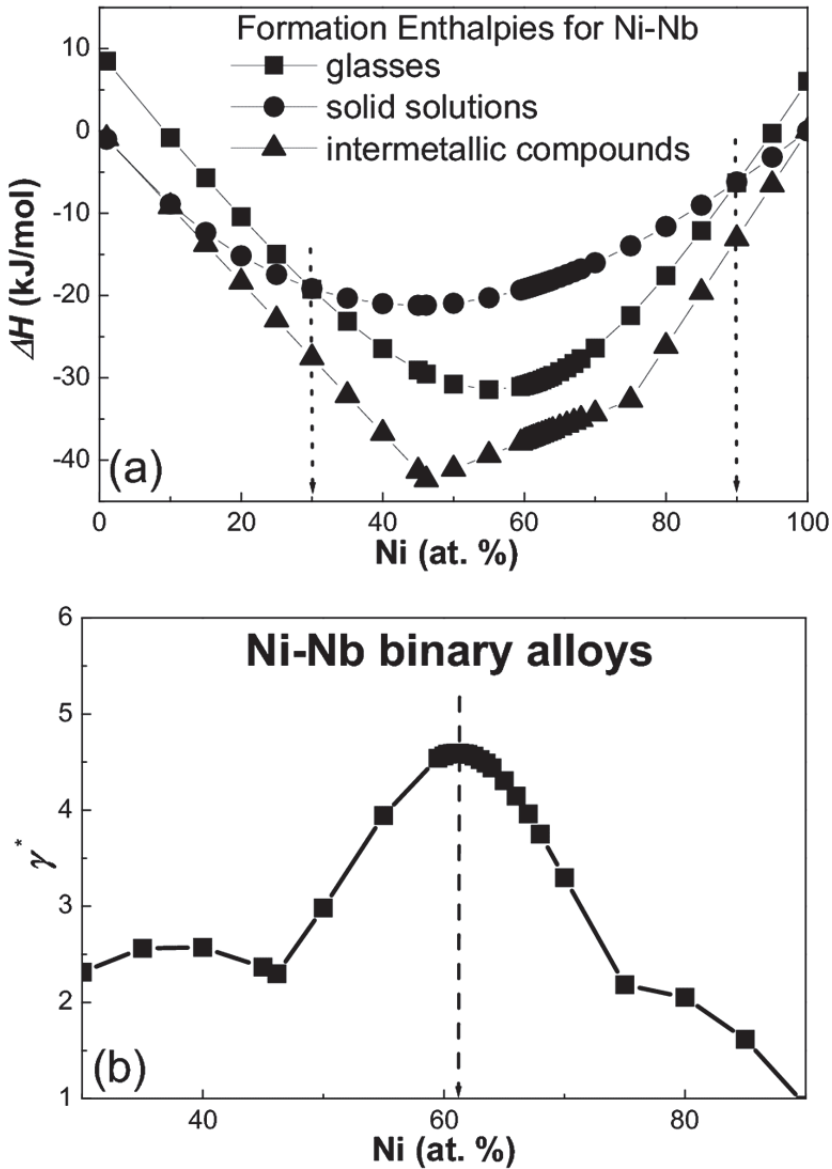 Formation Enthalpies for Ni-Nb
glasses
solid solutions
intermetallic compounds
10
0
-10
-20
-30
-40
ΔH (kJ/mol)
(a)
0 20 40 60 80 100
Ni (at. %)
Ni-Nb binary alloys
6
5
4
3
2
1
γ*
(b)
40 60 80
Ni (at. %)